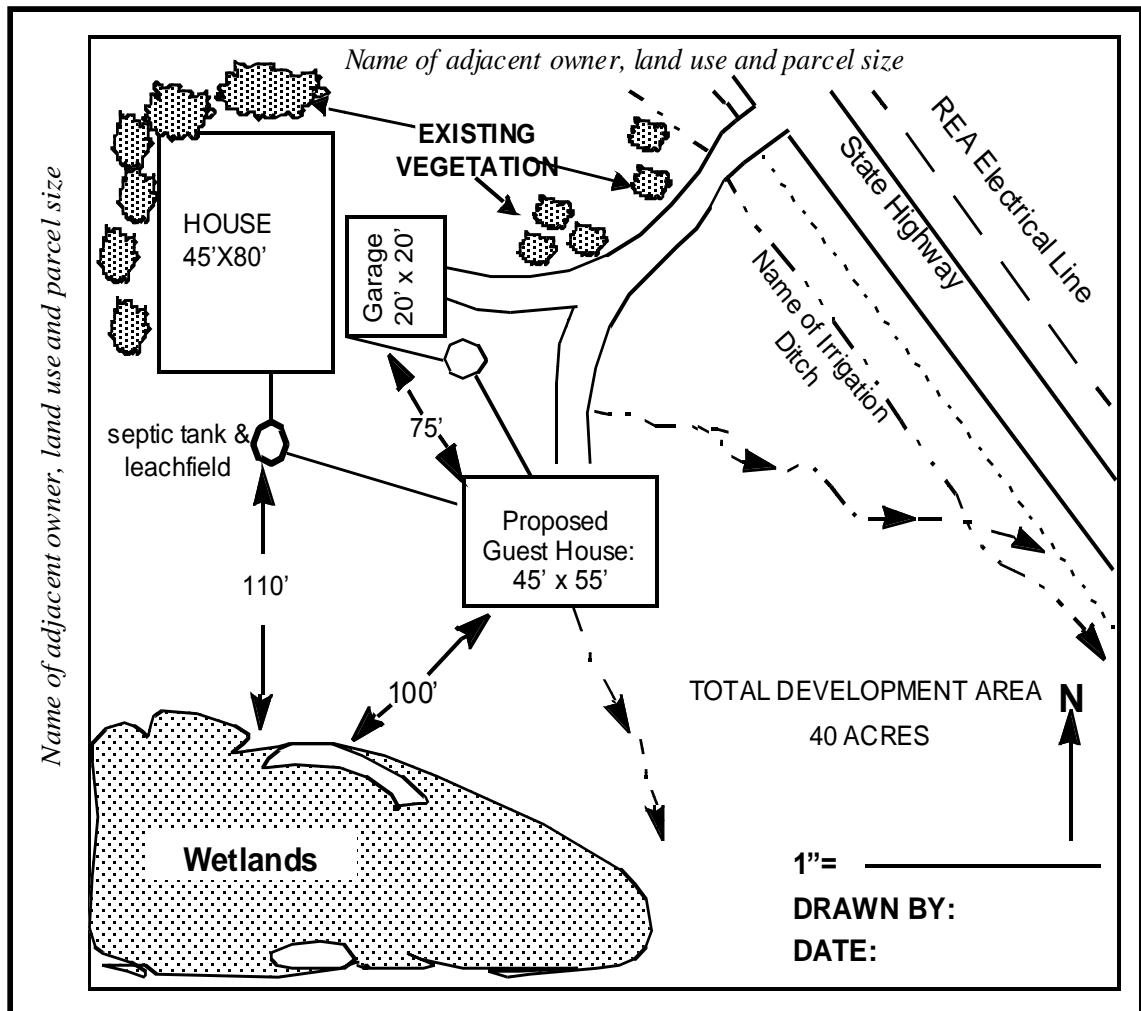 Name of adjacent owner, land use and parcel size
Name of adjacent owner, land use and parcel size
EXISTING
VEGETATION
REA Electrical Line
State Highway
HOUSE
45’X80’
Garage
20’ x 20’
Name of Irrigation
Ditch
75’
septic tank &
leachfield
Proposed
Guest House:
45’ x 55’
110’
100’
TOTAL DEVELOPMENT AREA
40 ACRES
N
Wetlands
1”=
DRAWN BY:
DATE: